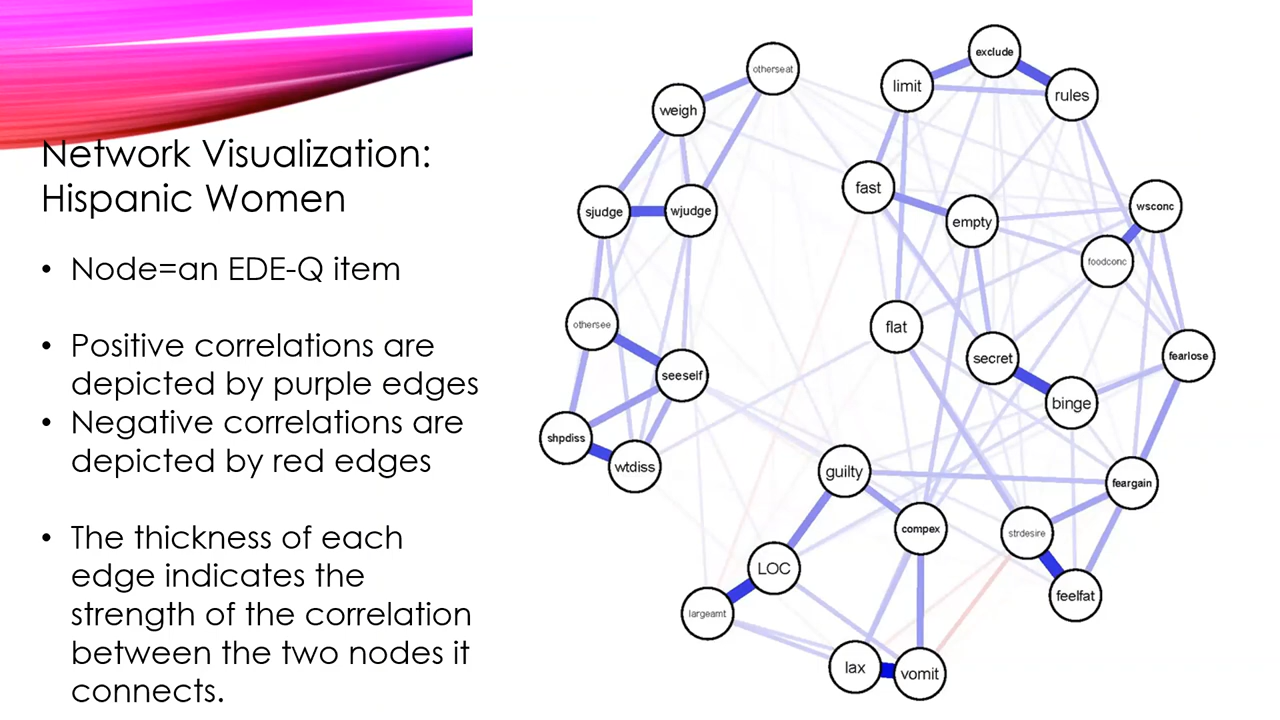 Network Visualization:
Hispanic Women
• Node=an EDE-Q item
• Positive correlations are
depicted by purple edges
• Negative correlations are
depicted by red edges
• The thickness of each
edge indicates the
strength of the correlation
between the two nodes it
connects.
otherseat
weigh
sjudge
wjudge
othersee
seeself
shpdiss
wtdiss
exclude
limit
rules
fast
empty
wsconc
foodconc
flat
secret
fearlose
binge
guilty
feargain
compex
strdesire
LOC
feelfat
largeamt
lax
vomit